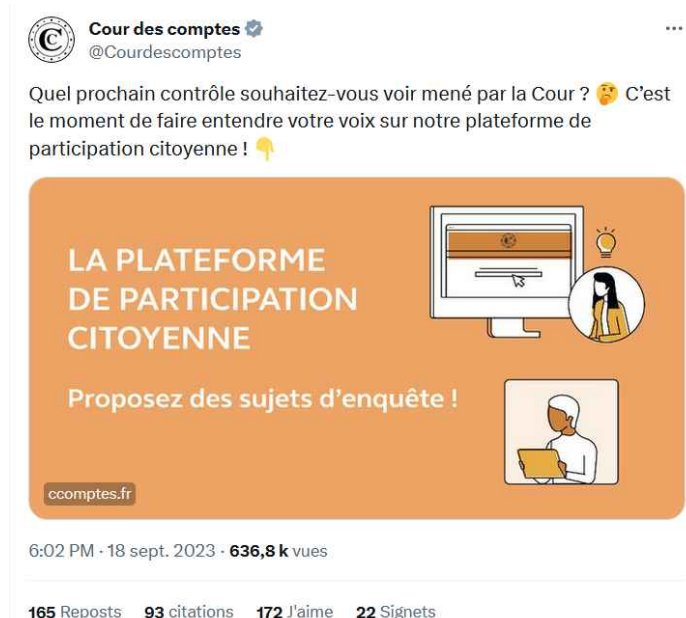 Cour des comptes
@Courdescomptes
Quel prochain contrôle souhaitez-vous voir mené par la Cour ? 🤔 C’est
le moment de faire entendre votre voix sur notre plateforme de
participation citoyenne ! 👇
LA PLATEFORME
DE PARTICIPATION
CITOYENNE
Proposez des sujets d’enquête !
ccomptes.fr
6:02 PM · 18 sept. 2023 · 636,8 k vues
165 Reposts 93 citations 172 J'aime 22 Signets